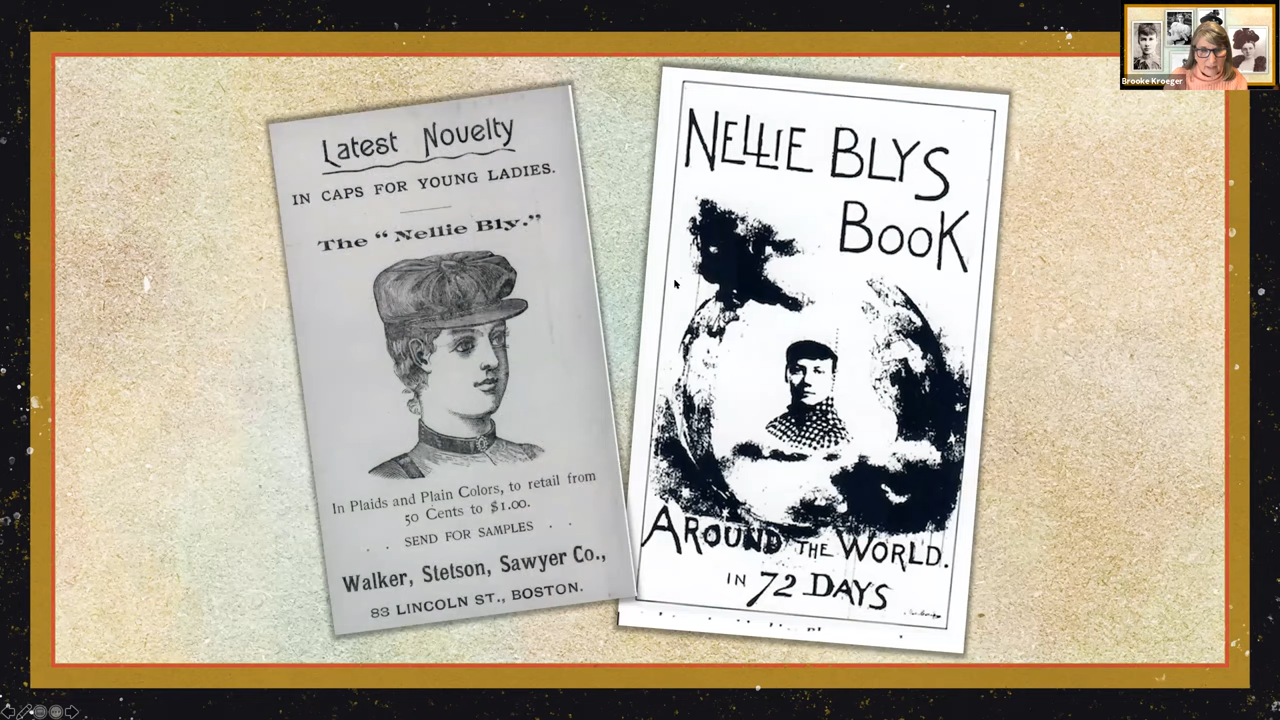 Latest Novelty
IN CAPS FOR YOUNG LADIES.
The “Nellie Bly.”
In Plaids and Plain Colors, to retail from
50 Cents to $1.00.
. . SEND FOR SAMPLES . .
Walker, Stetson, Sawyer Co.,
83 LINCOLN ST., BOSTON.
NELLIE BLYS
BOOK
AROUND THE WORLD.
IN 72 DAYS
Brooke Kroeger